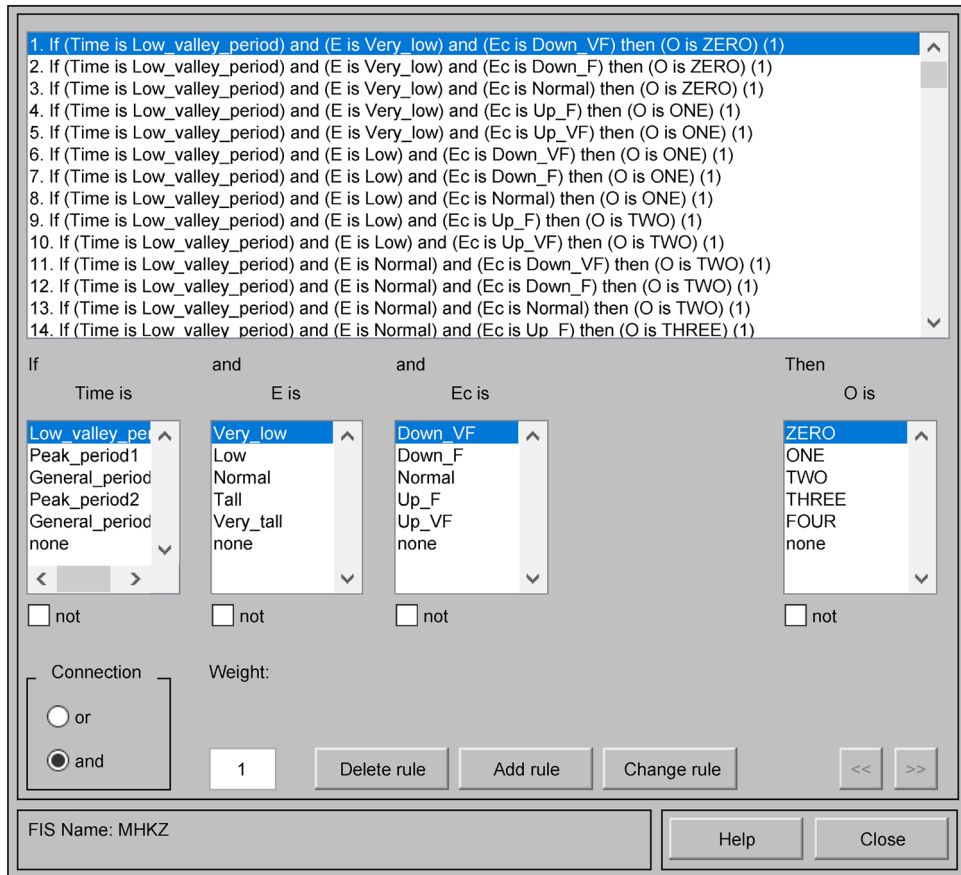 1. If (Time is Low_valley_period) and (E is Very_low) and (Ec is Down_VF) then (O is ZERO) (1)
2. If (Time is Low_valley_period) and (E is Very_low) and (Ec is Down_F) then (O is ZERO) (1)
3. If (Time is Low_valley_period) and (E is Very_low) and (Ec is Normal) then (O is ZERO) (1)
4. If (Time is Low_valley_period) and (E is Very_low) and (Ec is Up_F) then (O is ONE) (1)
5. If (Time is Low_valley_period) and (E is Very_low) and (Ec is Up_VF) then (O is ONE) (1)
6. If (Time is Low_valley_period) and (E is Low) and (Ec is Down_VF) then (O is ONE) (1)
7. If (Time is Low_valley_period) and (E is Low) and (Ec is Down_F) then (O is ONE) (1)
8. If (Time is Low_valley_period) and (E is Low) and (Ec is Normal) then (O is ONE) (1)
9. If (Time is Low_valley_period) and (E is Low) and (Ec is Up_F) then (O is TWO) (1)
10. If (Time is Low_valley_period) and (E is Low) and (Ec is Up_VF) then (O is TWO) (1)
11. If (Time is Low_valley_period) and (E is Normal) and (Ec is Down_VF) then (O is TWO) (1)
12. If (Time is Low_valley_period) and (E is Normal) and (Ec is Down_F) then (O is TWO) (1)
13. If (Time is Low_valley_period) and (E is Normal) and (Ec is Normal) then (O is TWO) (1)
14. If (Time is Low_valley_period) and (E is Normal) and (Ec is Up_F) then (O is THREE) (1)
If and and Then
Time is E is Ec is O is
Low_valley_per Very_low Down_VF ZERO
Peak_period1 Low Down_F ONE
General_period Normal Normal TWO
Peak_period2 Tall Up_F THREE
General_period Very_tall Up_VF FOUR
none none none none
not not not not
Connection Weight:
or
and 1 Delete rule Add rule Change rule << >>
FIS Name: MHKZ Help Close